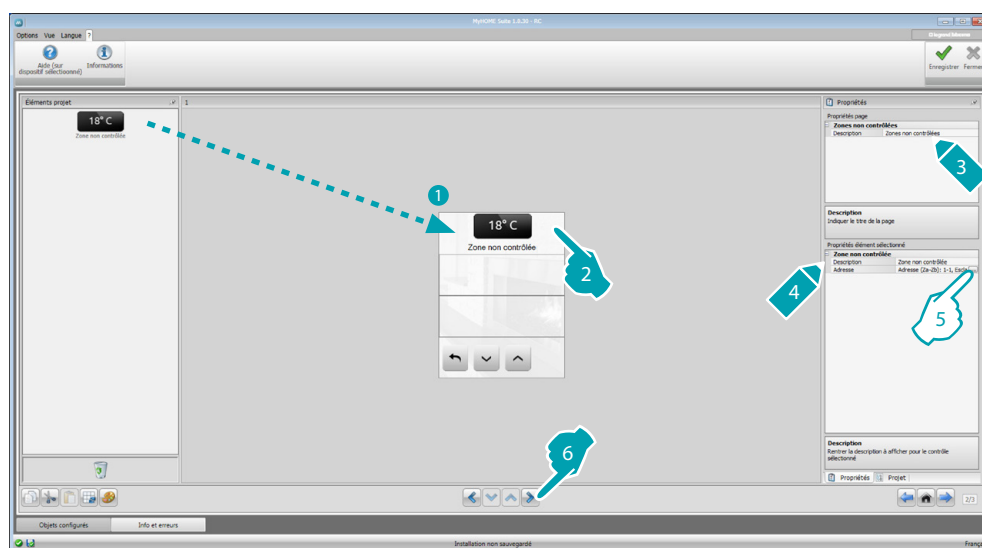 MyHOME Suite 1.0.20 - RC
Options Vue Langue ?
Aide (sur
dispositif sélectionné)
Informations
Enregistrer Fermer
Éléments projet
1
Propriétés
18° C
Zone non contrôlée
Propriétés page
Zones non contrôlées
Description Zones non contrôlées
3
Description
Indiquer le titre de la page
1
18° C
Zone non contrôlée
2
Propriétés élément sélectionné
Zone non contrôlée
Description Zone non contrôlée
Adresse Adresse (Za-Zb): 1-1, Escla
4
5
6
Description
Rentrer la description à afficher pour le contrôle
sélectionné
Propriétés Projet
2/3
Objets configurés Info et erreurs
Installation non sauvegardé
França